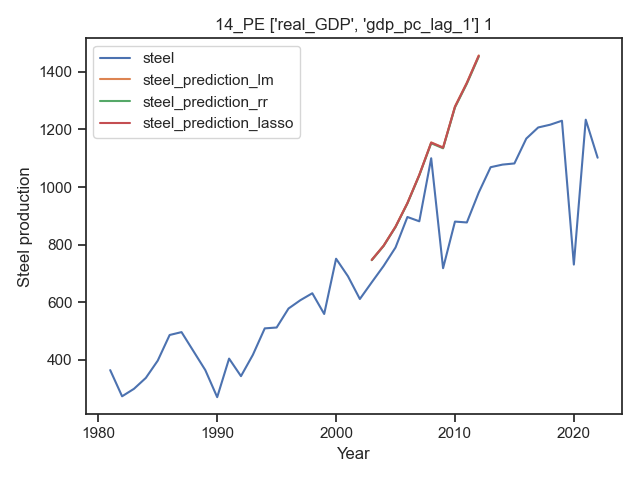 14_PE ['real_GDP', 'gdp_pc_lag_1'] 1
steel
steel_prediction_lm
steel_prediction_rr
steel_prediction_lasso
Steel production
1400
1200
1000
800
600
400
1980
1990
2000
2010
2020
Year